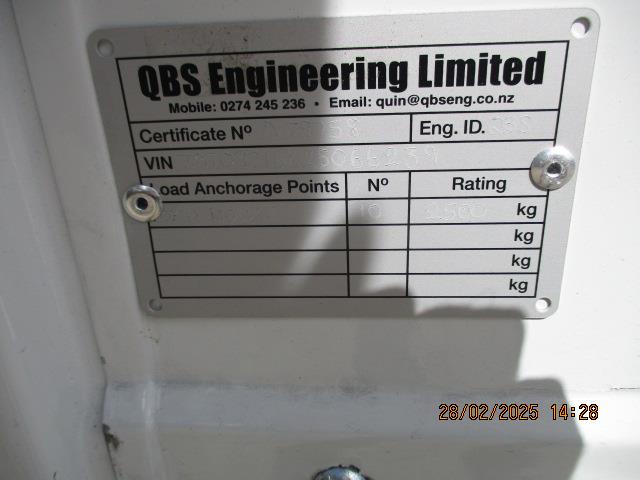 QBS Engineering Limited
Mobile: 0274 245 236 • Email: quin@qbseng.co.nz
Certificate Nº Eng. ID.
VIN
Load Anchorage Points Nº Rating
10 kg
kg
kg
kg
28/02/2025 14:28